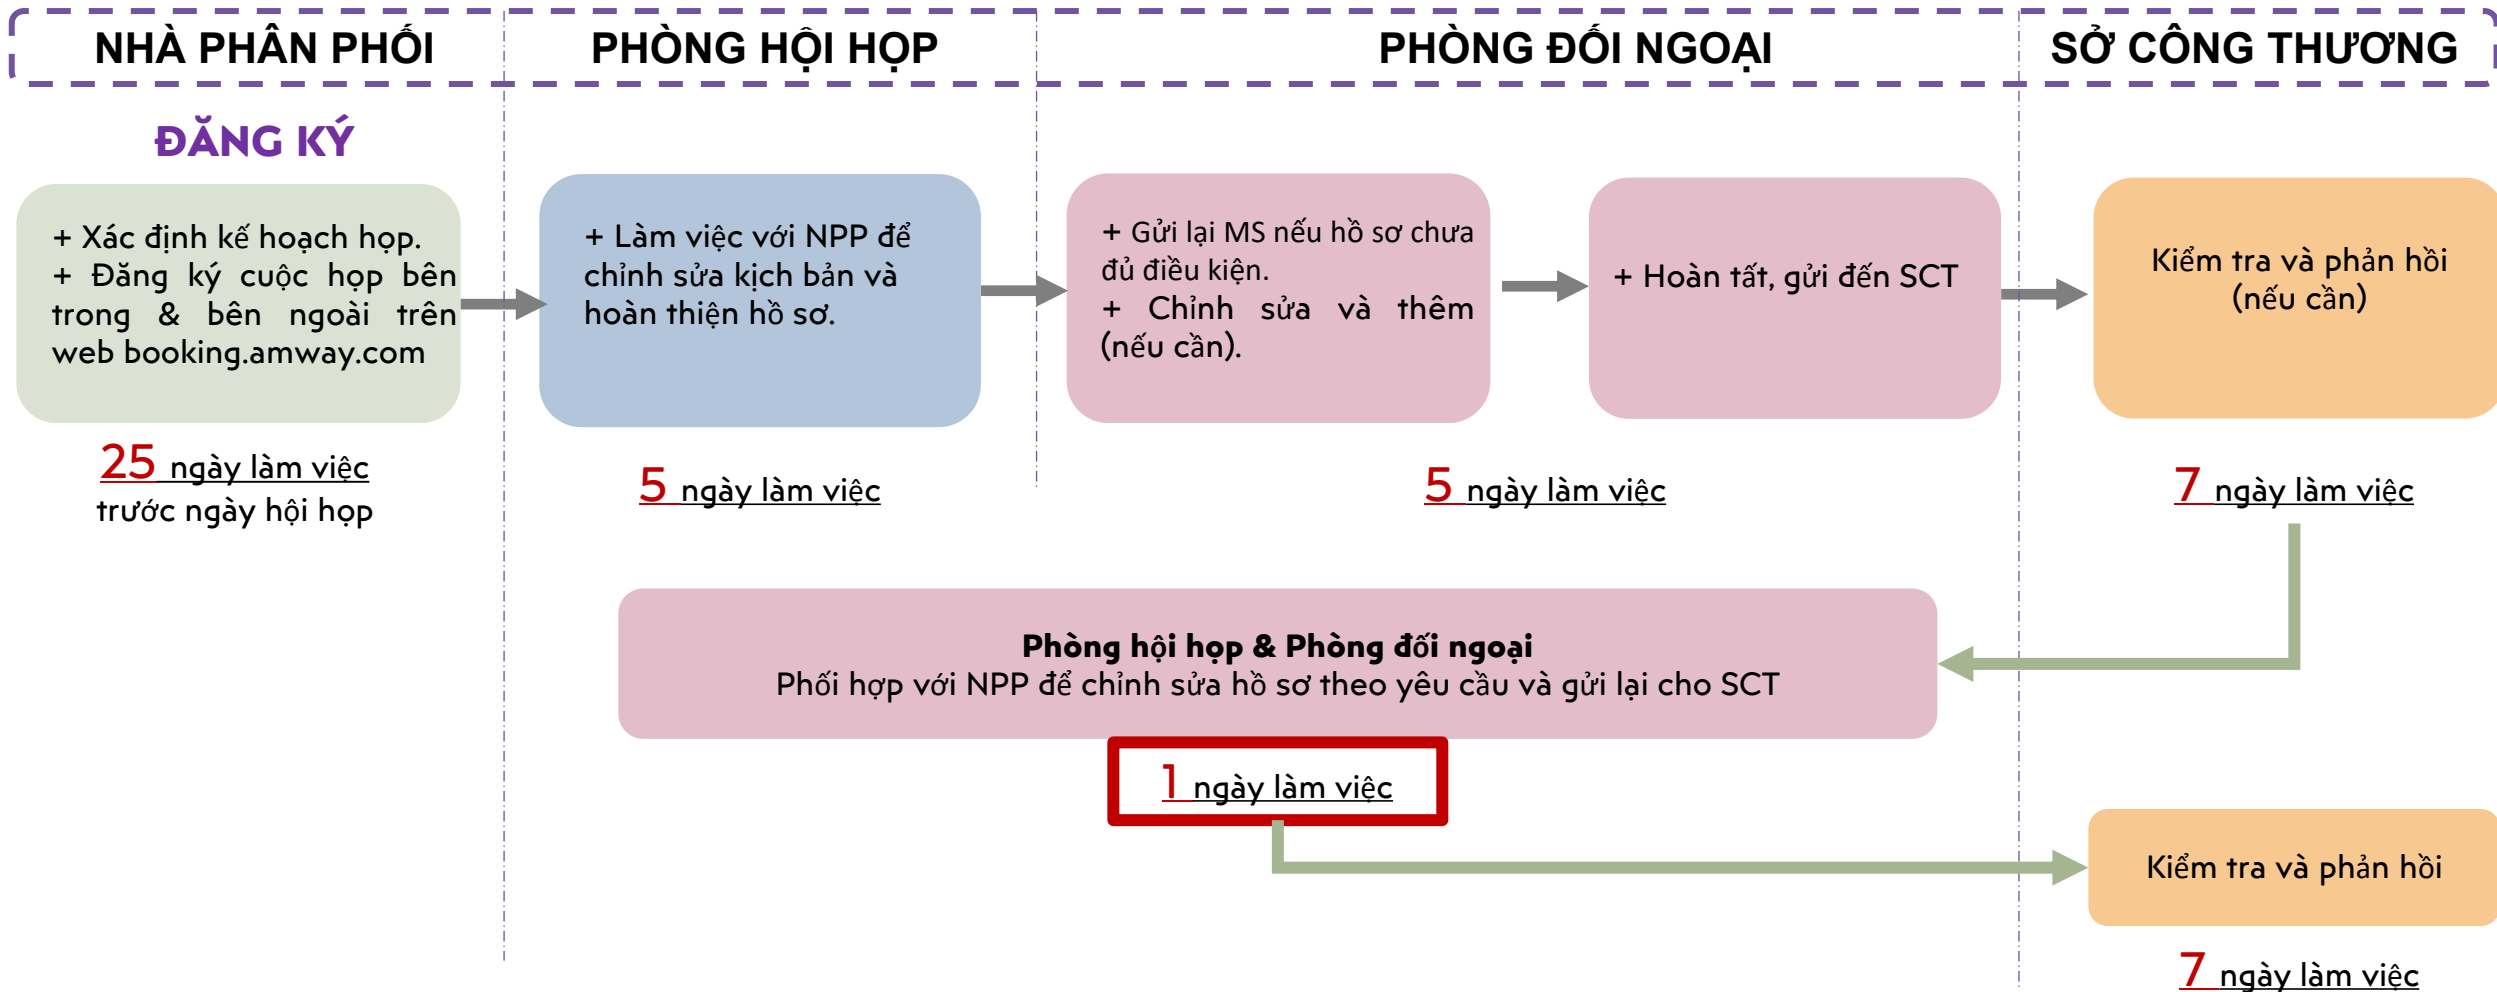 NHÀ PHÂN PHỐI
PHÒNG HỘI HỌP
PHÒNG ĐỐI NGOẠI
SỞ CÔNG THƯƠNG
ĐĂNG KÝ
+ Xác định kế hoạch họp.
+ Đăng ký cuộc họp bên
trong & bên ngoài trên
web booking.amway.com
25 ngày làm việc
trước ngày hội họp
+ Làm việc với NPP để
chỉnh sửa kịch bản và
hoàn thiện hồ sơ.
5 ngày làm việc
+ Gửi lại MS nếu hồ sơ chưa
đủ điều kiện.
+ Chỉnh sửa và thêm
(nếu cần).
+ Hoàn tất, gửi đến SCT
5 ngày làm việc
Kiểm tra và phản hồi
(nếu cần)
7 ngày làm việc
Phòng hội họp & Phòng đối ngoại
Phối hợp với NPP để chỉnh sửa hồ sơ theo yêu cầu và gửi lại cho SCT
1 ngày làm việc
Kiểm tra và phản hồi
7 ngày làm việc